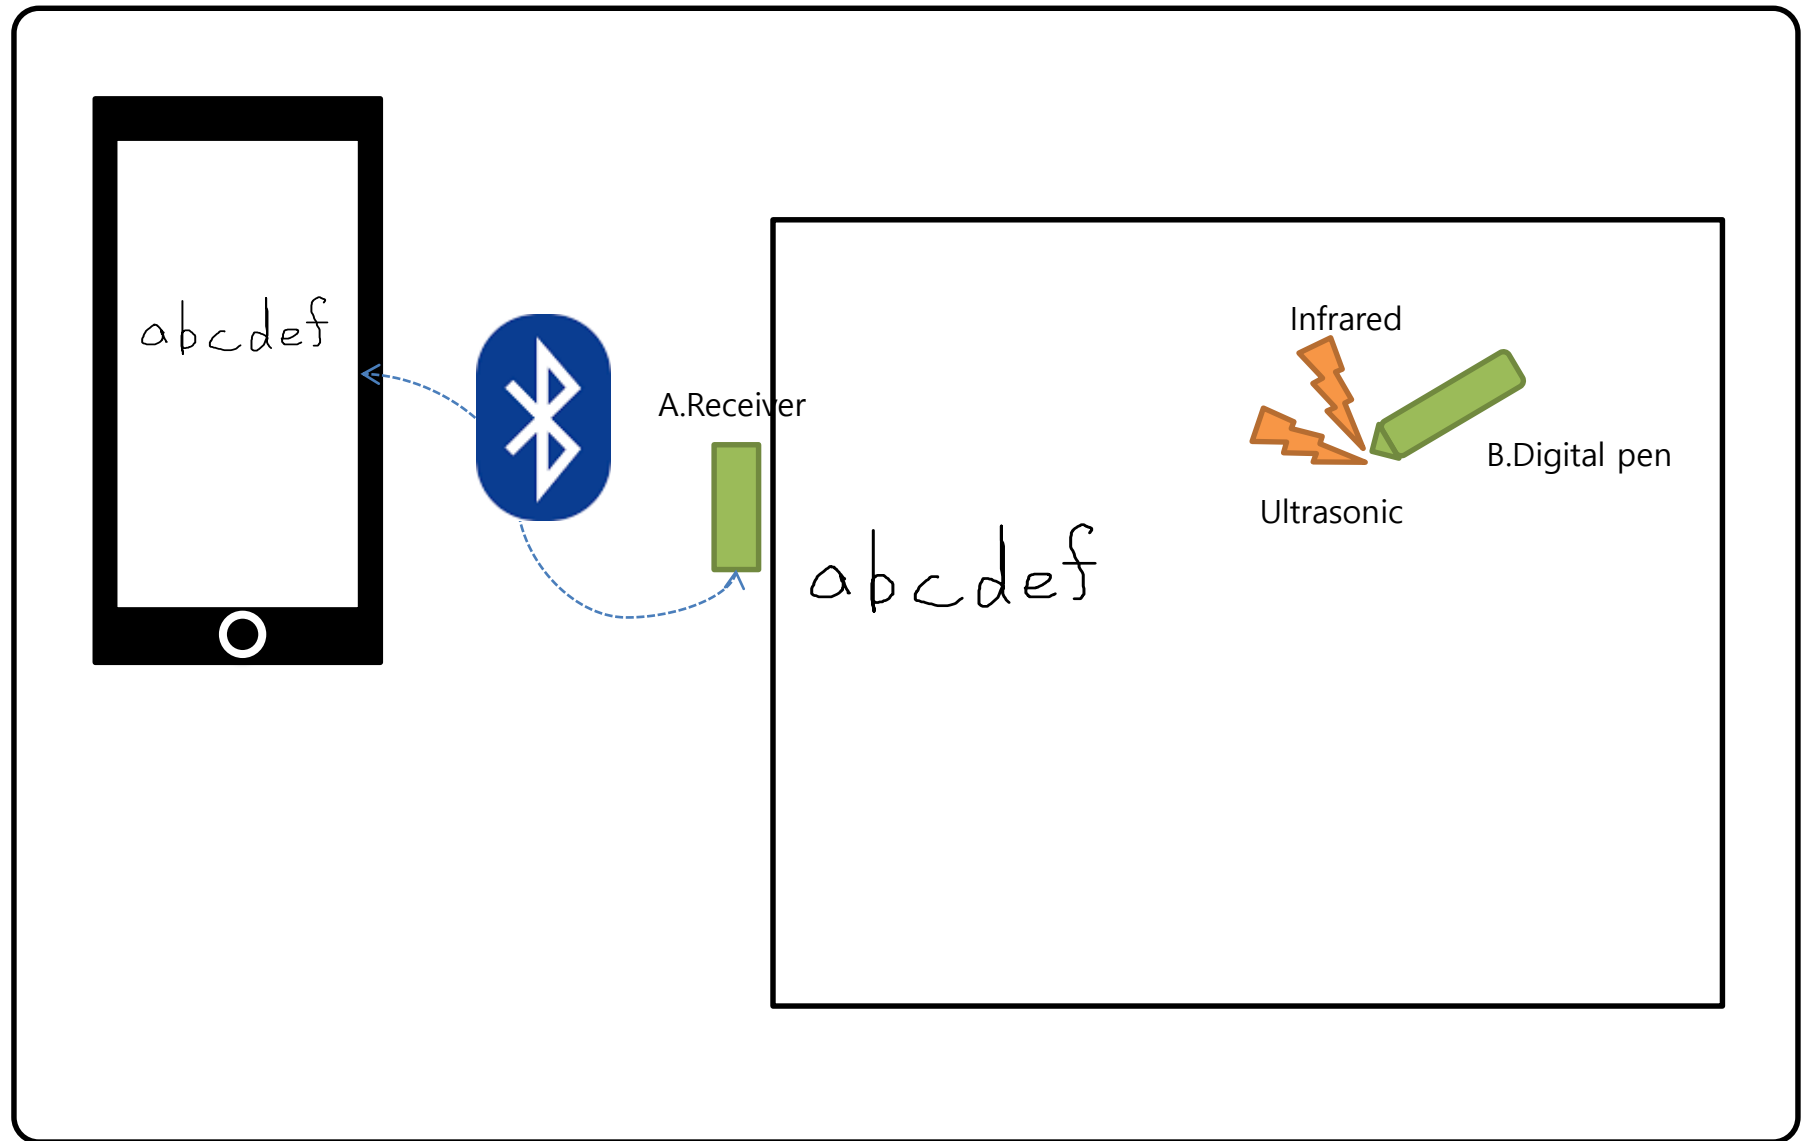 abcdef
Infrared
A.Receiver
B.Digital pen
Ultrasonic
abcdef